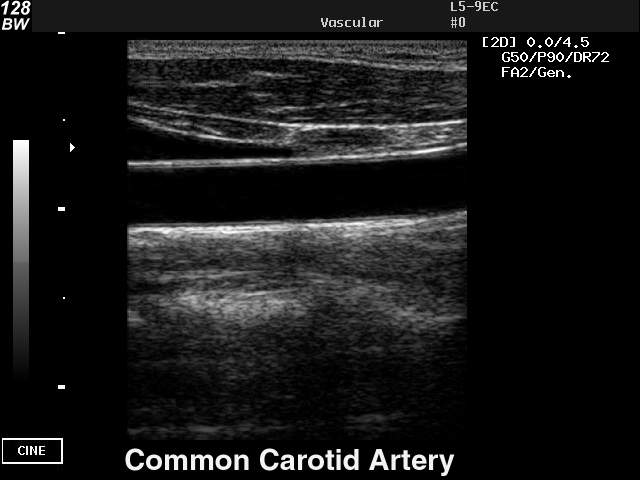 128
BW
Vascular
L5-9EC
#0
[2D] 0.0/4.5
G50/P90/DR72
FA2/Gen.
CINE
Common Carotid Artery